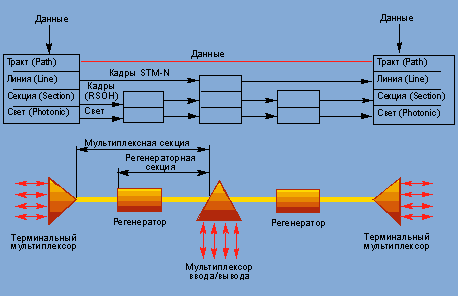 Данные
Данные
Данные
Тракт (Path)
Линия (Line)
Секция (Section)
Свет (Photonic)
Кадры STM-N
Кадры
(RSOH)
Свет
Тракт (Path)
Линия (Line)
Секция (Section)
Свет (Photonic)
Мультиплексная секция
Регенераторная
секция
Терминальный
мультиплексор
Регенератор
Мультиплексор
ввода/вывода
Регенератор
Терминальный
мультиплексор